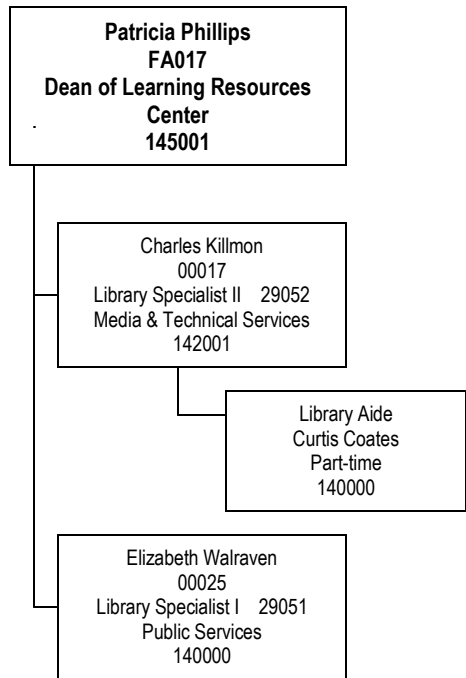 Patricia Phillips
FA017
Dean of Learning Resources
Center
145001
Charles Killmon
00017
Library Specialist II 29052
Media & Technical Services
142001
Library Aide
Curtis Coates
Part-time
140000
Elizabeth Walraven
00025
Library Specialist I 29051
Public Services
140000